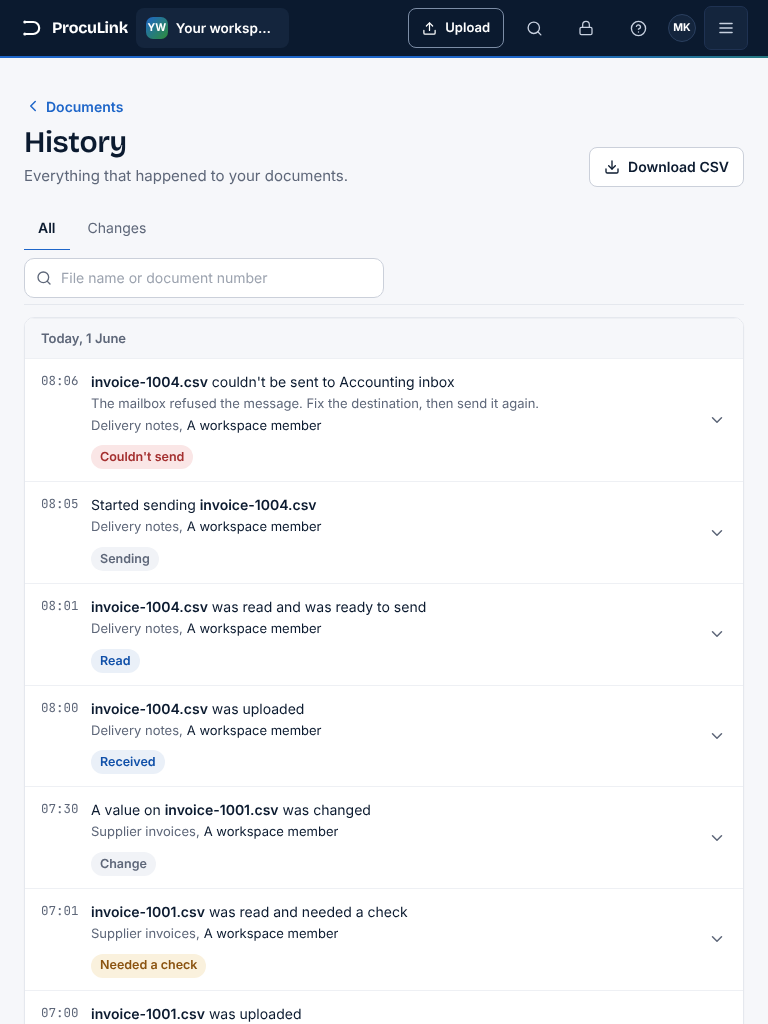 ProcuLink
YW
Your worksp...
Upload
MK
Documents
History
Everything that happened to your documents.
Download CSV
All
Changes
File name or document number
Today, 1 June
08:06
invoice-1004.csv couldn't be sent to Accounting inbox
The mailbox refused the message. Fix the destination, then send it again.
Delivery notes, A workspace member
Couldn't send
08:05
Started sending invoice-1004.csv
Delivery notes, A workspace member
Sending
08:01
invoice-1004.csv was read and was ready to send
Delivery notes, A workspace member
Read
08:00
invoice-1004.csv was uploaded
Delivery notes, A workspace member
Received
07:30
A value on invoice-1001.csv was changed
Supplier invoices, A workspace member
Change
07:01
invoice-1001.csv was read and needed a check
Supplier invoices, A workspace member
Needed a check
07:00
invoice-1001.csv was uploaded